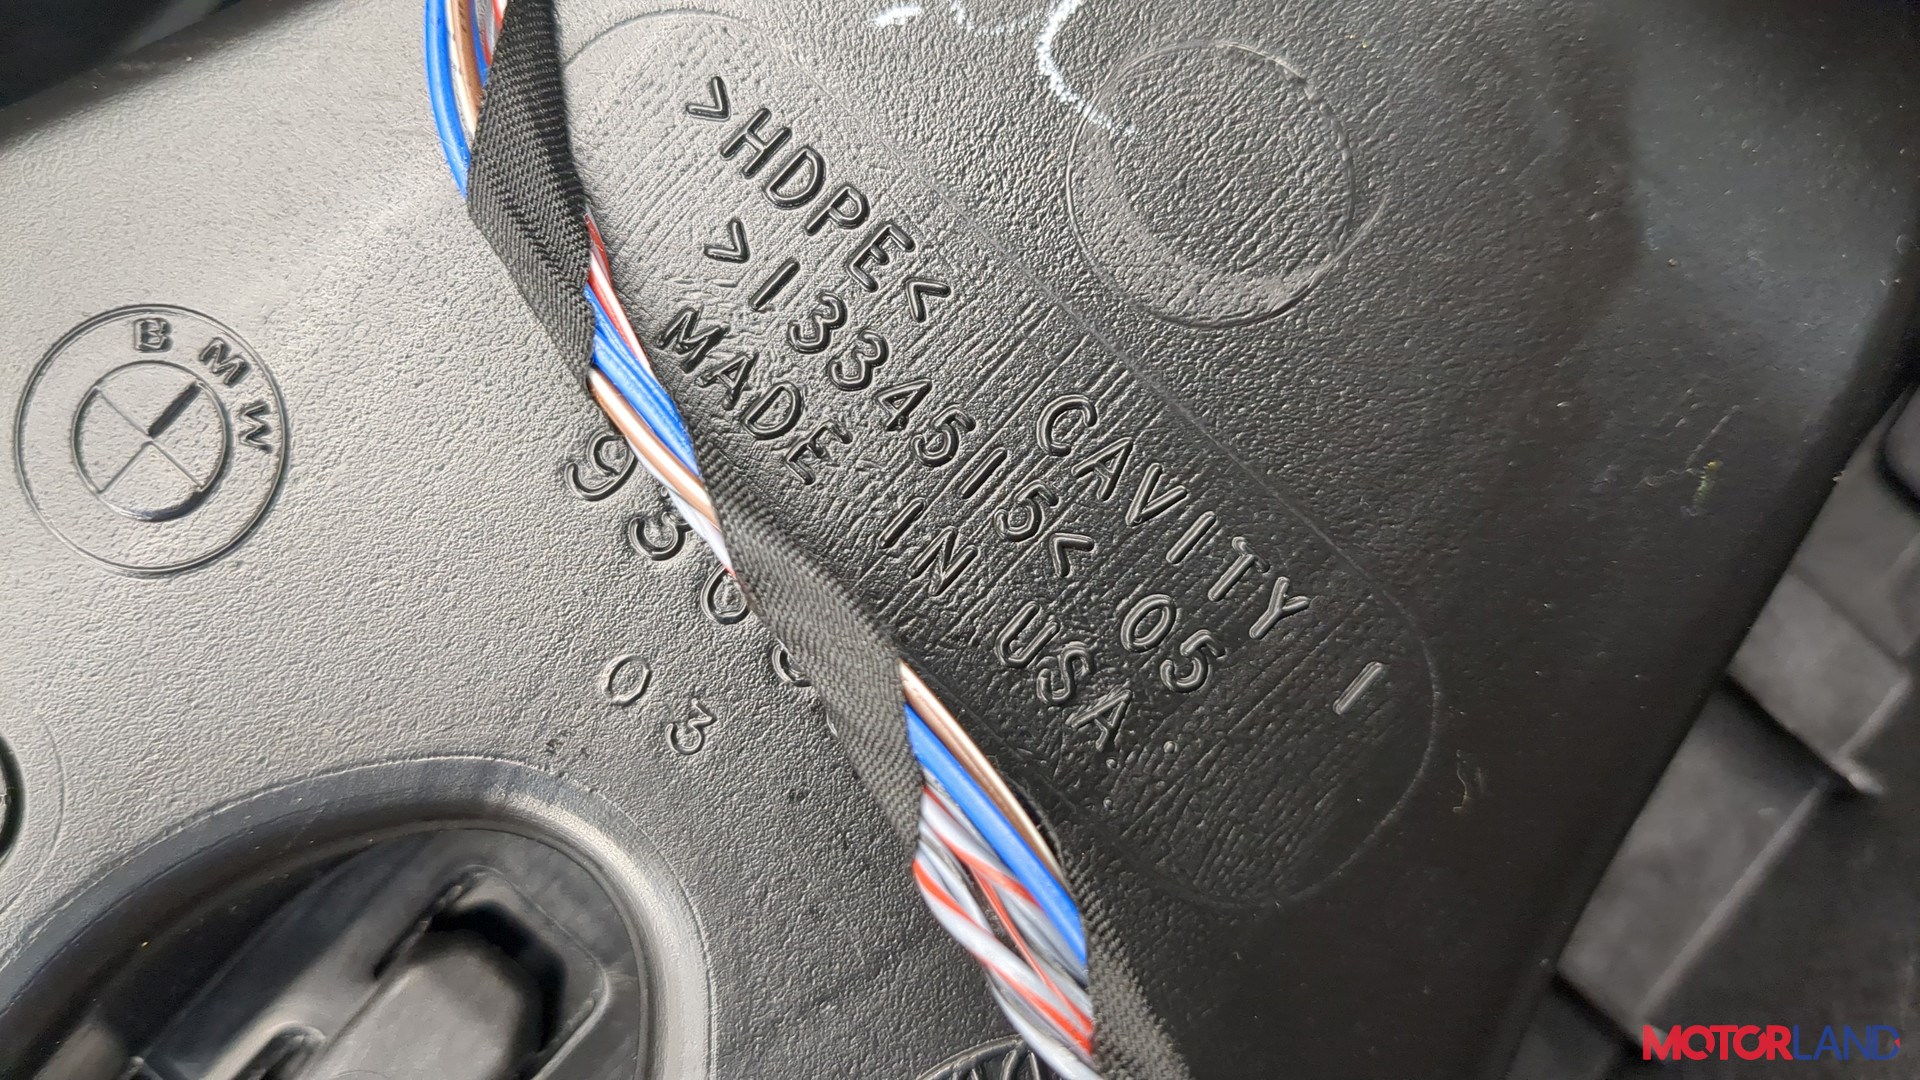 BMW
>HDPE<
CAVITY 1
>13345115< 05
MADE IN USA.
03
MOTORLAND